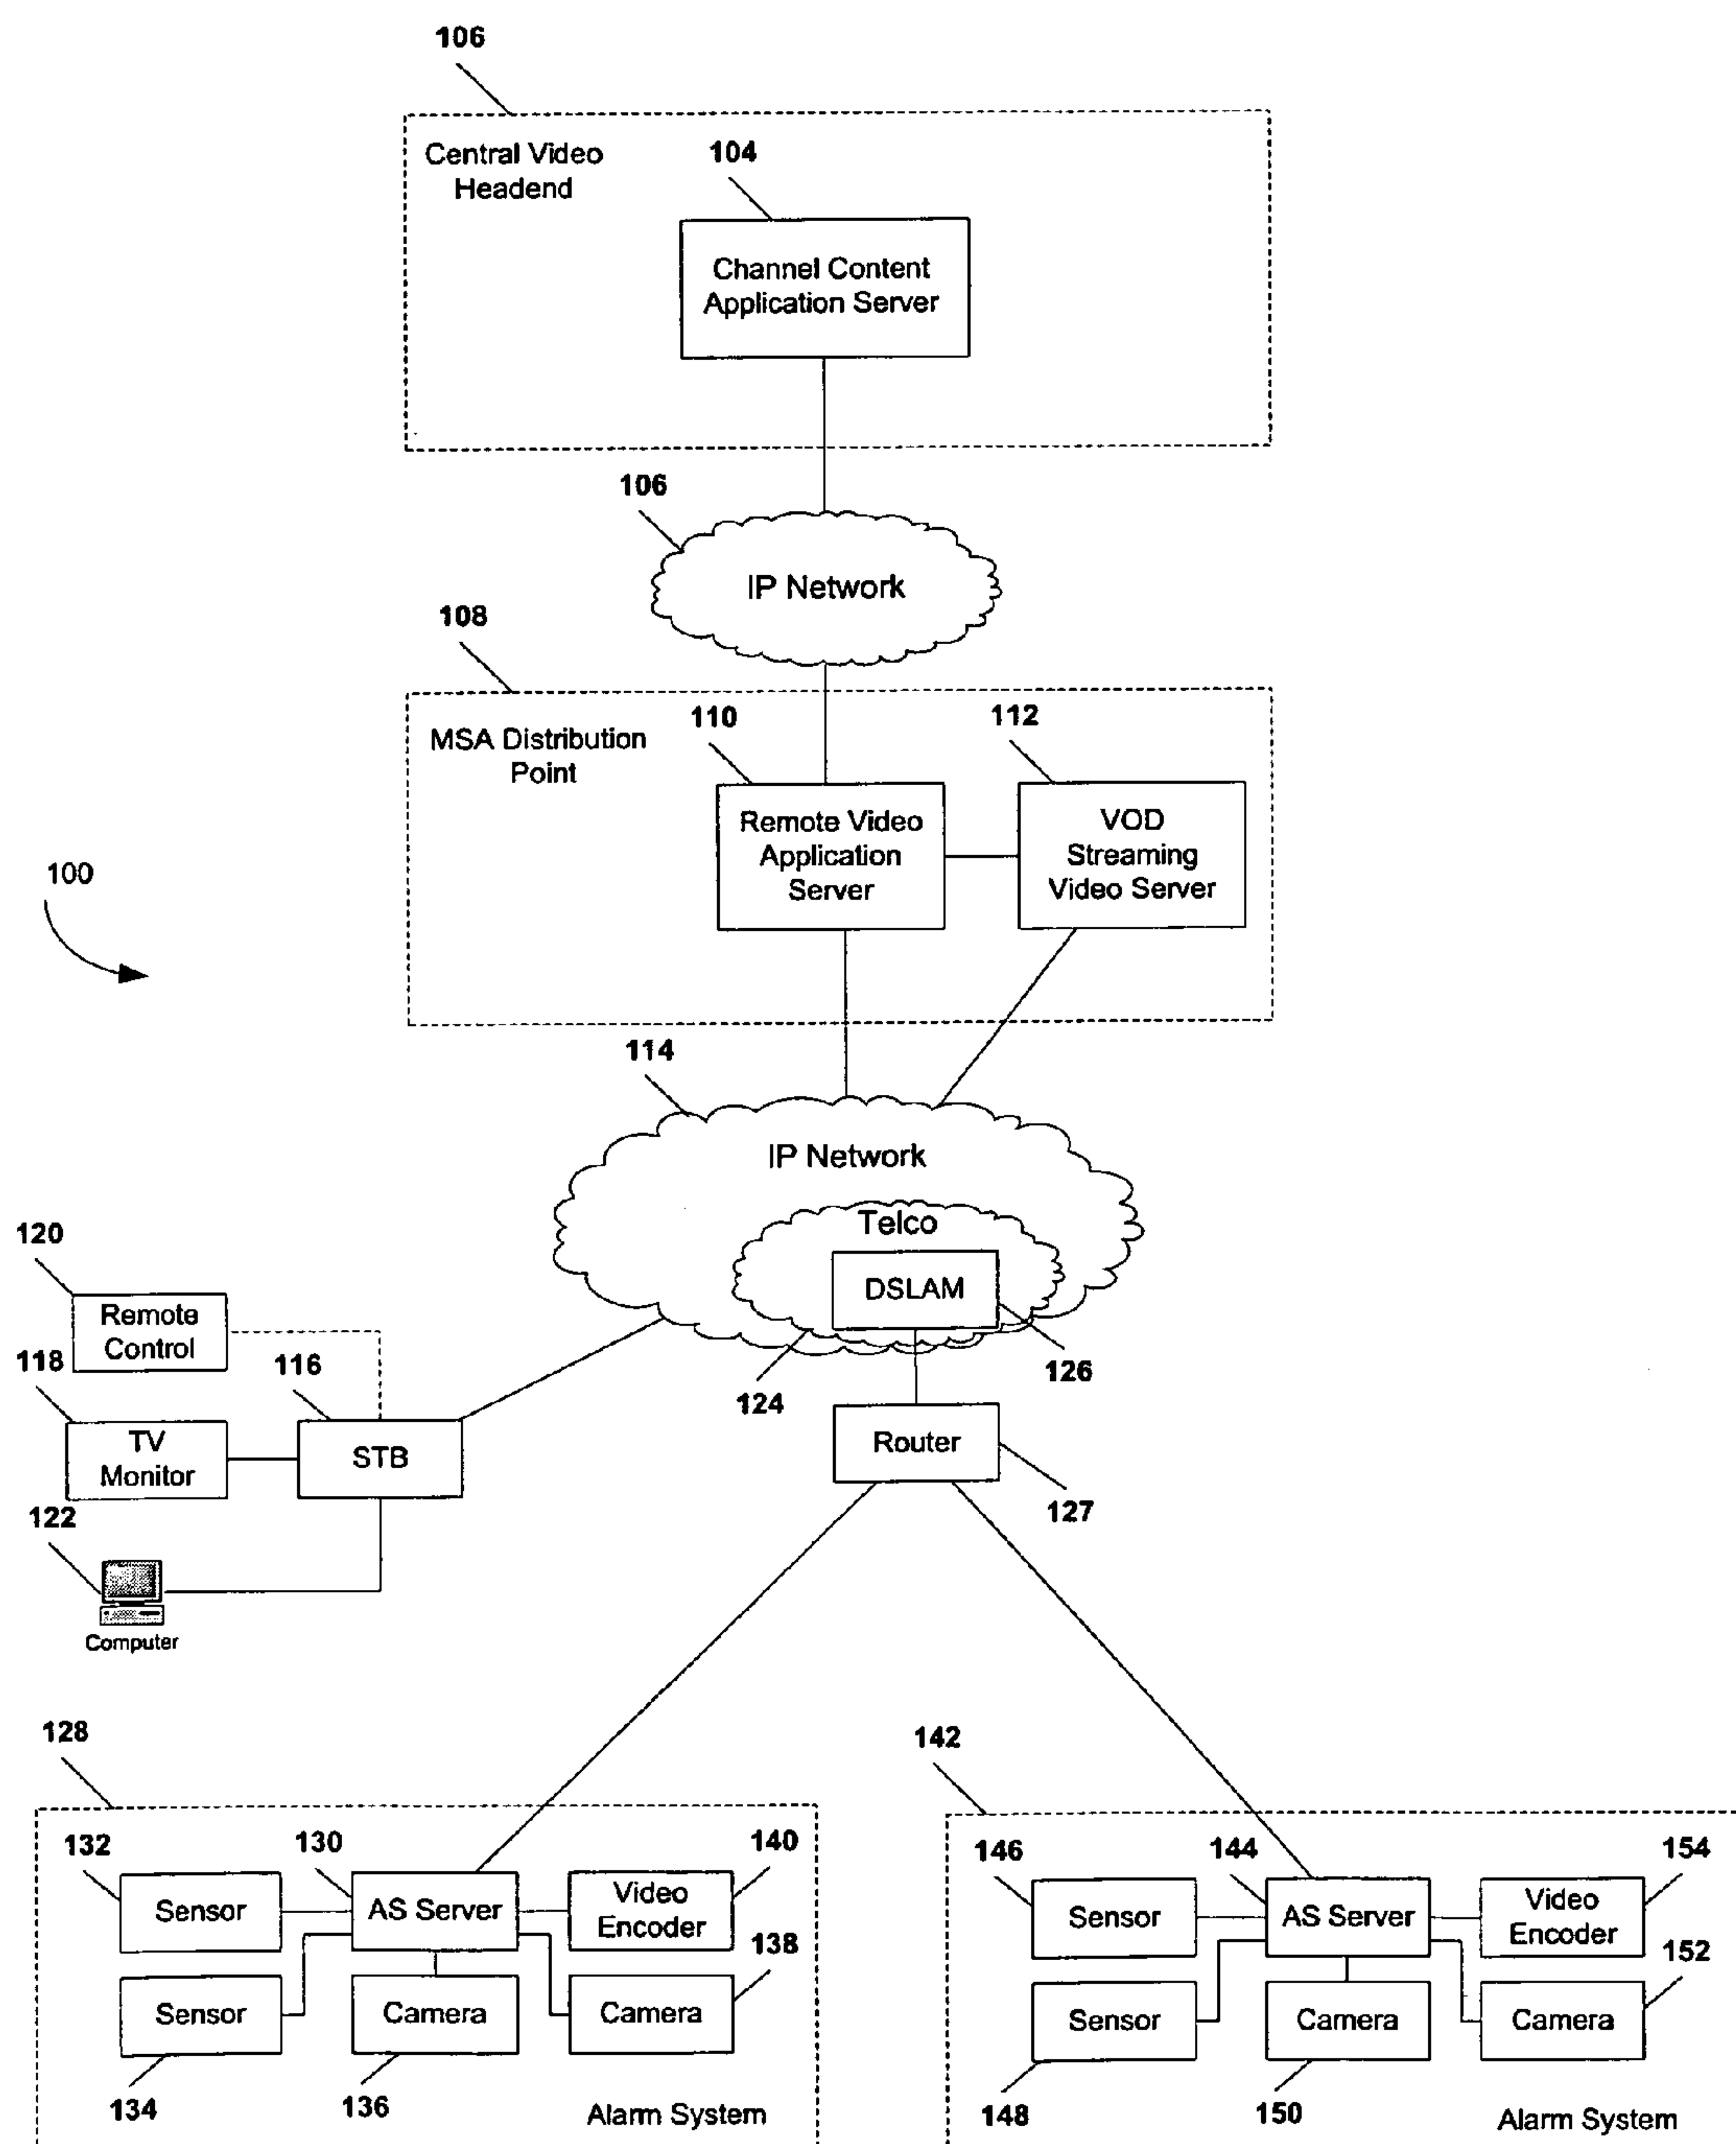 106
Central Video
Headend
104
Channel Content
Application Server
106
IP Network
108
MSA Distribution
Point
110
112
Remote Video
Application
Server
VOD
Streaming
Video Server
100
114
IP Network
Telco
DSLAM
120
Remote
Control
118
116
TV
Monitor
STB
124
126
Router
127
122
Computer
128
142
132
130
140
Sensor
AS Server
Video
Encoder
138
Sensor
Camera
Camera
134
136
Alarm System
146
144
154
Sensor
AS Server
Video
Encoder
152
Sensor
Camera
Camera
148
150
Alarm System